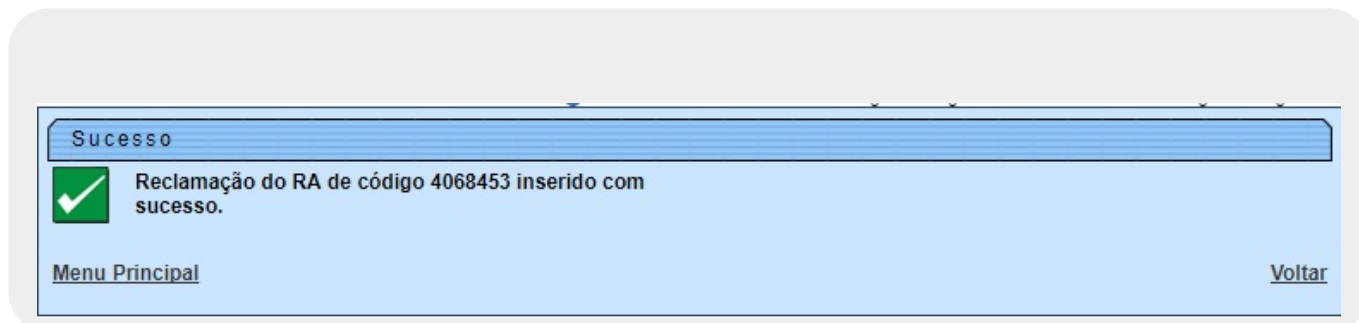 Sucesso
Reclamação do RA de código 4068453 inserido com
sucesso.
Menu Principal
Voltar